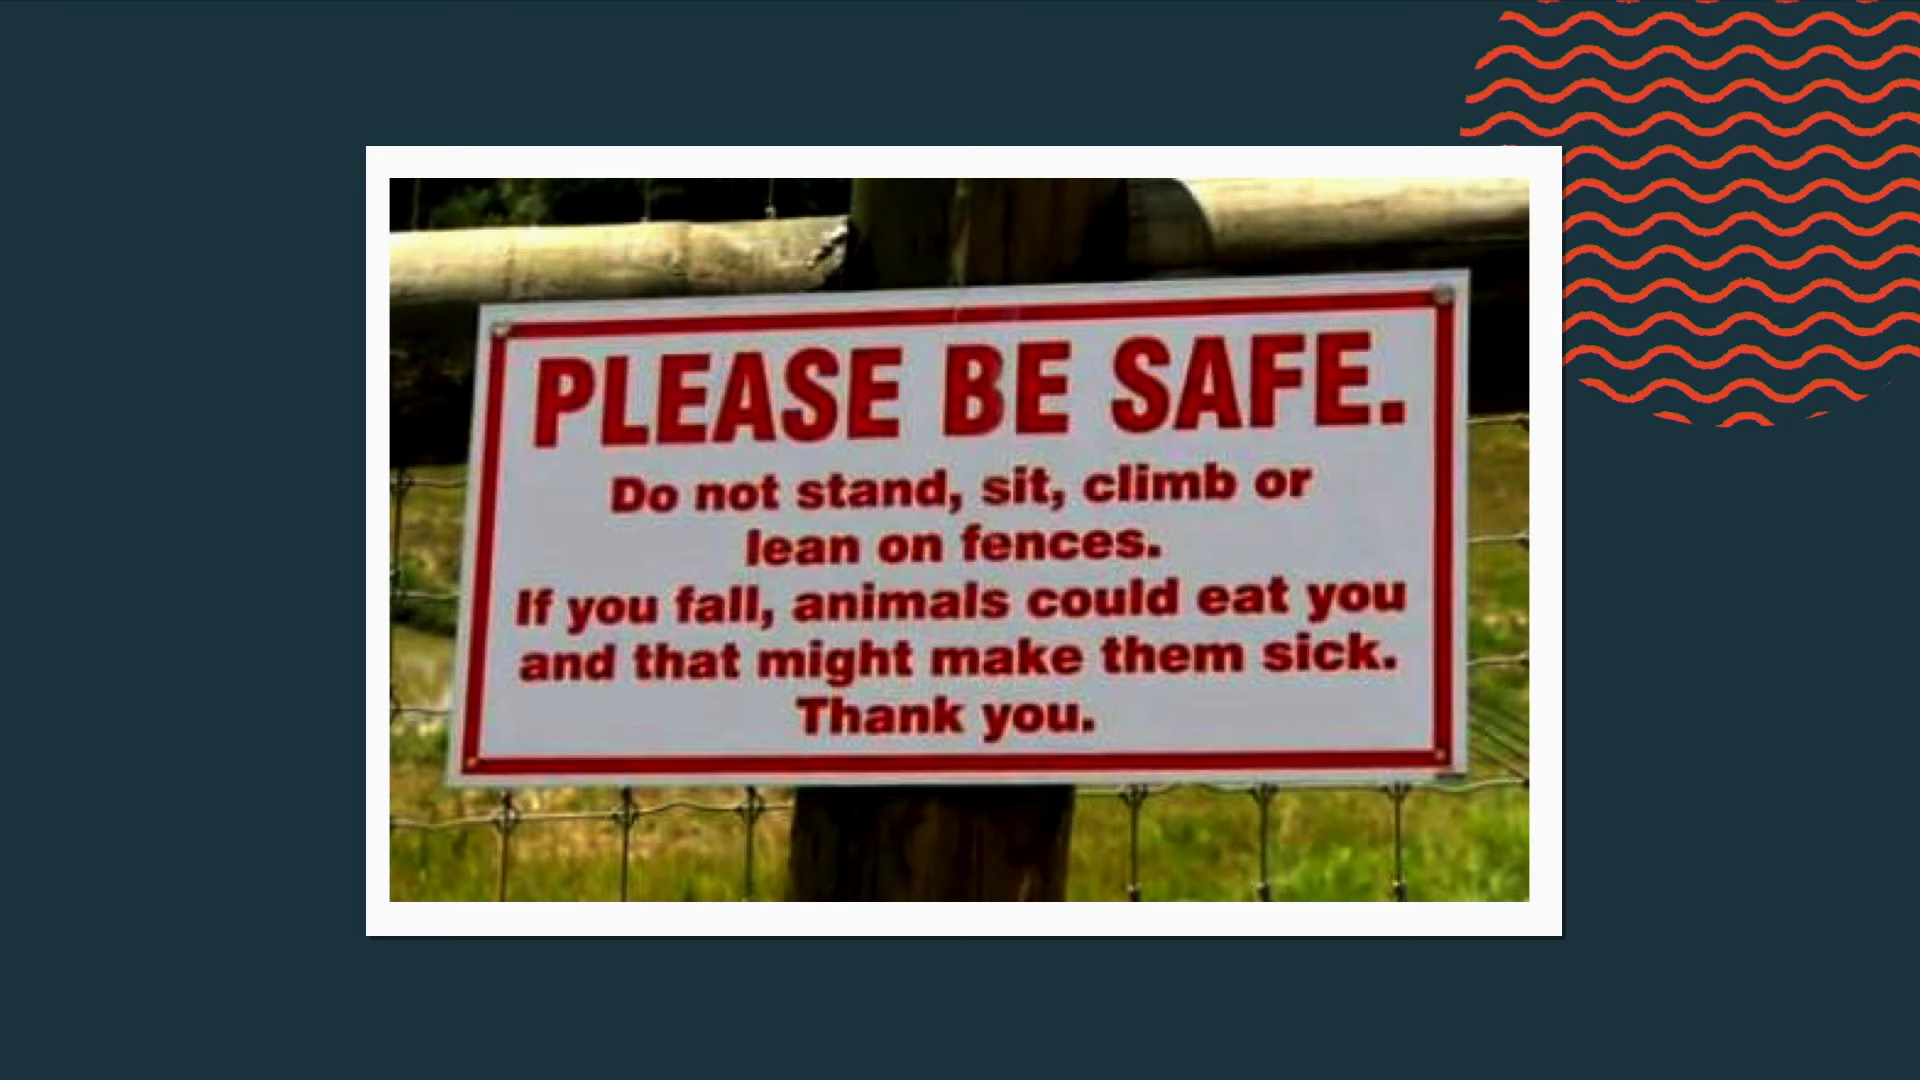 PLEASE BE SAFE.
Do not stand, sit, climb or
lean on fences.
If you fall, animals could eat you
and that might make them sick.
Thank you.